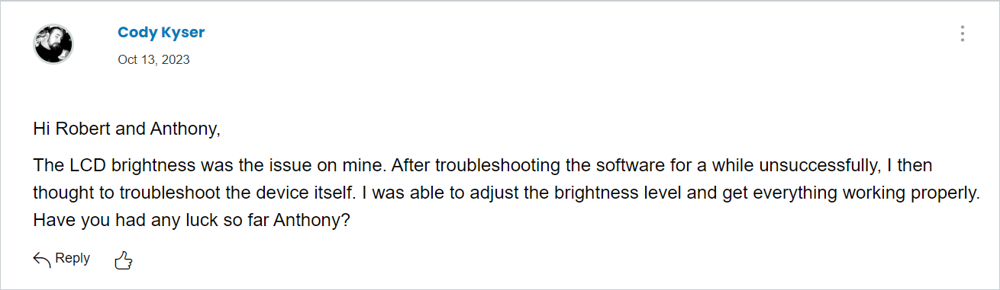 Cody Kyser
Oct 13, 2023
Hi Robert and Anthony,
The LCD brightness was the issue on mine. After troubleshooting the software for a while unsuccessfully, I then
thought to troubleshoot the device itself. I was able to adjust the brightness level and get everything working properly.
Have you had any luck so far Anthony?
Reply